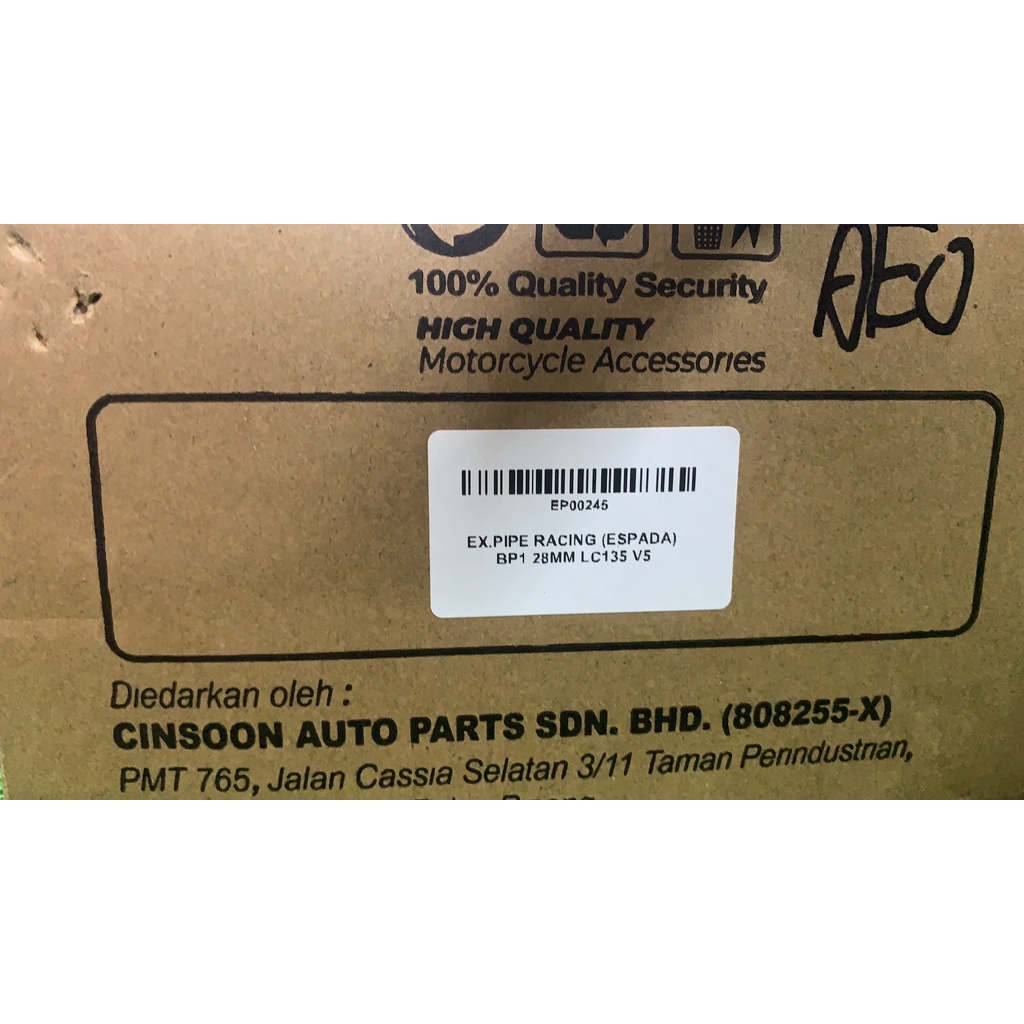 100% Quality Security
HIGH QUALITY
Motorcycle Accessories
EP00245
EX.PIPE RACING (ESPADA)
BP1 28MM LC135 V5
Diedarkan oleh :
CINSOON AUTO PARTS SDN. BHD. (808255-X)
PMT 765, Jalan Cassia Selatan 3/11 Taman Perindustrian,